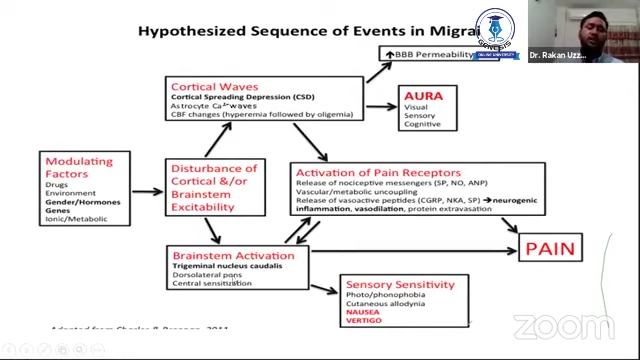 Hypothesized Sequence of Events in Migrai
GENESIS
ONLINE UNIVERSITY
Dr. Rakan Uzz...
↑BBB Permeability
Cortical Waves
Cortical Spreading Depression (CSD)
Astrocyte Ca2+ waves
CBF changes (hyperemia followed by oligemia)
AURA
Visual
Sensory
Cognitive
Modulating
Factors
Drugs
Environment
Gender/Hormones
Genes
Ionic/Metabolic
Disturbance of
Cortical &/or
Brainstem
Excitability
Activation of Pain Receptors
Release of nociceptive messengers (SP, NO, ANP)
Vascular/metabolic uncoupling
Release of vasoactive peptides (CGRP, NKA, SP) → neurogenic
inflammation, vasodilation, protein extravasation
PAIN
Brainstem Activation
Trigeminal nucleus caudalis
Dorsolateral pons
Central sensitization
Sensory Sensitivity
Photo/phonophobia
Cutaneous allodynia
NAUSEA
VERTIGO
zoom